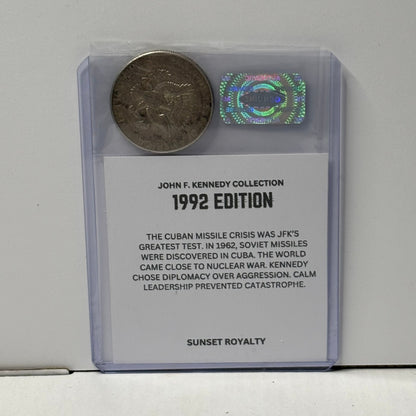 JOHN F. KENNEDY COLLECTION
1992 EDITION
THE CUBAN MISSILE CRISIS WAS JFK'S
GREATEST TEST. IN 1962, SOVIET MISSILES
WERE DISCOVERED IN CUBA. THE WORLD
CAME CLOSE TO NUCLEAR WAR. KENNEDY
CHOSE DIPLOMACY OVER AGGRESSION. CALM
LEADERSHIP PREVENTED CATASTROPHE.
SUNSET ROYALTY